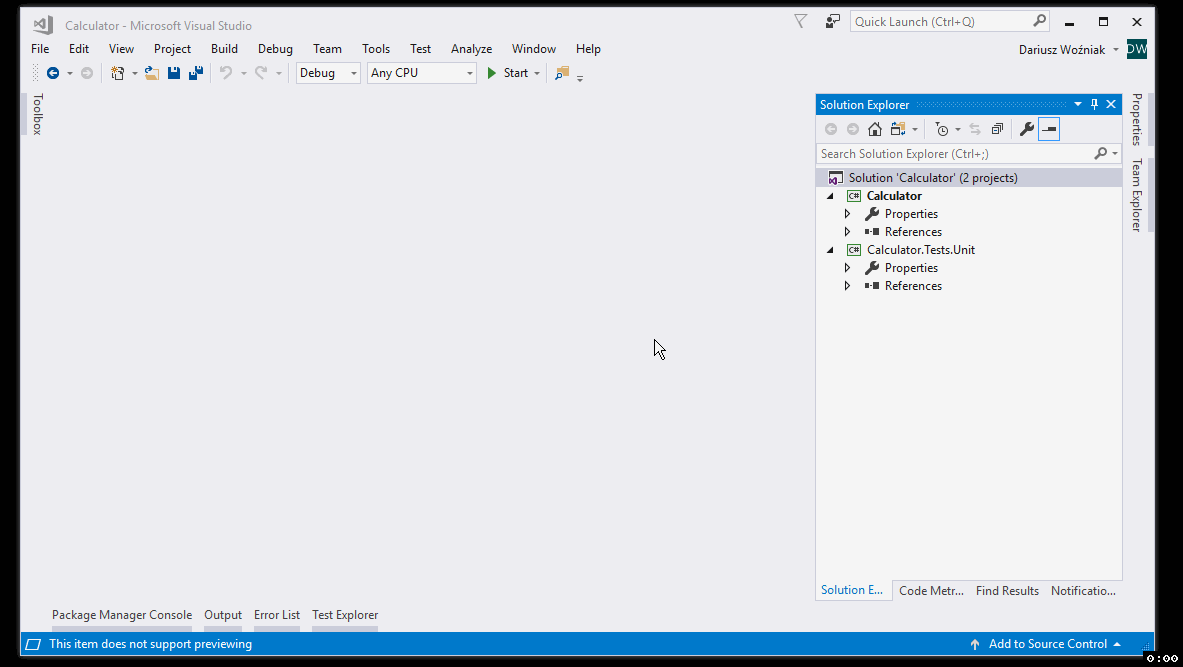 Calculator - Microsoft Visual Studio
Quick Launch (Ctrl+Q)
File Edit View Project Build Debug Team Tools Test Analyze Window Help
Dariusz Woźniak DW
Debug Any CPU Start
Toolbox
Solution Explorer
Search Solution Explorer (Ctrl+;)
Solution 'Calculator' (2 projects)
C# Calculator
Properties
References
C# Calculator.Tests.Unit
Properties
References
Properties
Team Explorer
Solution E... Code Metr... Find Results Notificatio...
Package Manager Console Output Error List Test Explorer
This item does not support previewing
Add to Source Control
0:00